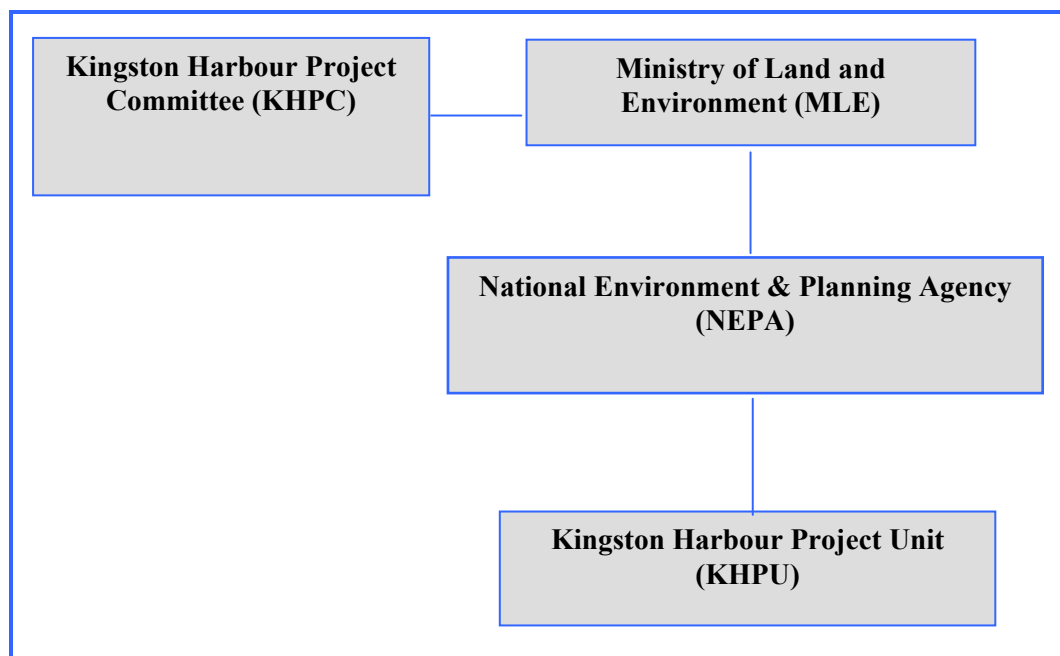 Kingston Harbour Project
Committee (KHPC)
Ministry of Land and
Environment (MLE)
National Environment & Planning Agency
(NEPA)
Kingston Harbour Project Unit
(KHPU)